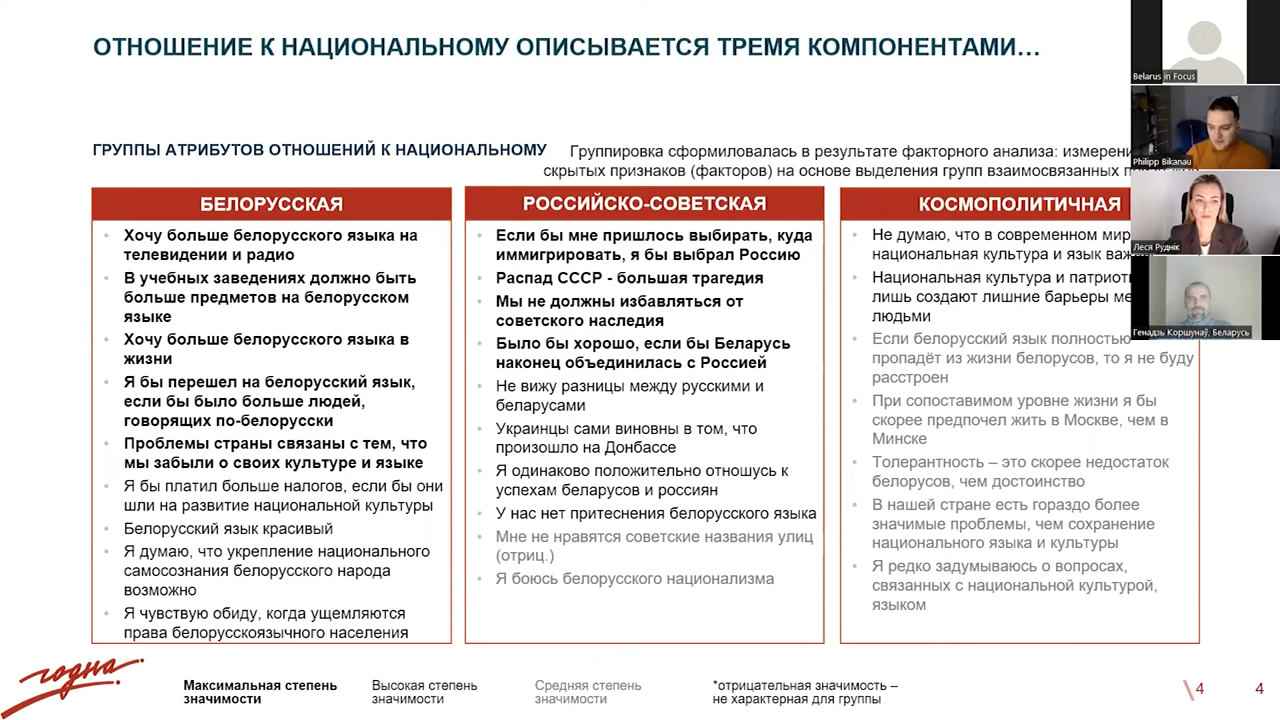 ОТНОШЕНИЕ К НАЦИОНАЛЬНОМУ ОПИСЫВАЕТСЯ ТРЕМЯ КОМПОНЕНТАМИ...
ГРУППЫ АТРИБУТОВ ОТНОШЕНИЙ К НАЦИОНАЛЬНОМУ
Группировка сформиловалась в результате факторного анализа:
скрытых признаков (факторов) на основе выделения групп взаимосвязанных
БЕЛОРУССКАЯ
Хочу больше белорусского языка на
телевидении и радио
В учебных заведениях должно быть
больше предметов на белорусском
языке
Хочу больше белорусского языка в
жизни
Я бы перешел на белорусский язык,
если бы было больше людей,
говорящих по-белорусски
Проблемы страны связаны с тем, что
мы забыли о своих культуре и языке
Я бы платил больше налогов, если бы они
шли на развитие национальной культуры
Белорусский язык красивый
Я думаю, что укрепление национального
самосознания белорусского народа
возможно
Я чувствую обиду, когда ущемляются
права белорусскоязычного населения
РОССИЙСКО-СОВЕТСКАЯ
Если бы мне пришлось выбирать, куда
иммигрировать, я бы выбрал Россию
Распад СССР - большая трагедия
Мы не должны избавляться от
советского наследия
Было бы хорошо, если бы Беларусь
наконец объединилась с Россией
Не вижу разницы между русскими и
беларусами
Украинцы сами виновны в том, что
произошло на Донбассе
Я одинаково положительно отношусь к
успехам беларусов и россиян
У нас нет притеснения белорусского языка
Мне не нравятся советские названия улиц
(отриц.)
Я боюсь белорусского национализма
КОСМОПОЛИТИЧНАЯ
Не думаю, что в современном
национальная культура и язык
Национальная культура и
лишь создают лишние барьеры
людьми
Если белорусский язык полностью
пропадёт из жизни белорусов, то я не буду
расстроен
При сопоставимом уровне жизни я бы
скорее предпочел жить в Москве, чем в
Минске
Толерантность – это скорее недостаток
белорусов, чем достоинство
В нашей стране есть гораздо более
значимые проблемы, чем сохранение
национального языка и культуры
Я редко задумываюсь о вопросах,
связанных с национальной культурой,
языком
Belarus in Focus
Philipp Bikanau
Леся Руднік
Генадзь Коршунаў, Беларусь
годна
Максимальная степень
значимости
Высокая степень
значимости
Средняя степень
значимости
*отрицательная значимость –
не характерная для группы
4
4